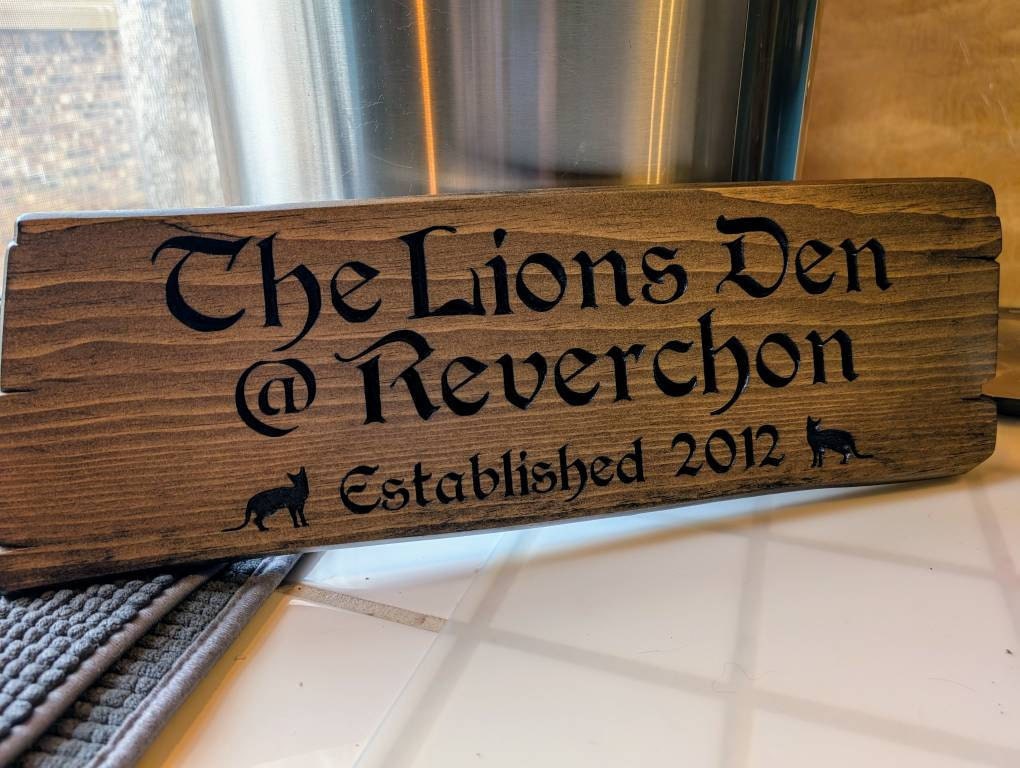 The Lions Den
@ Reverchon
Established 2012